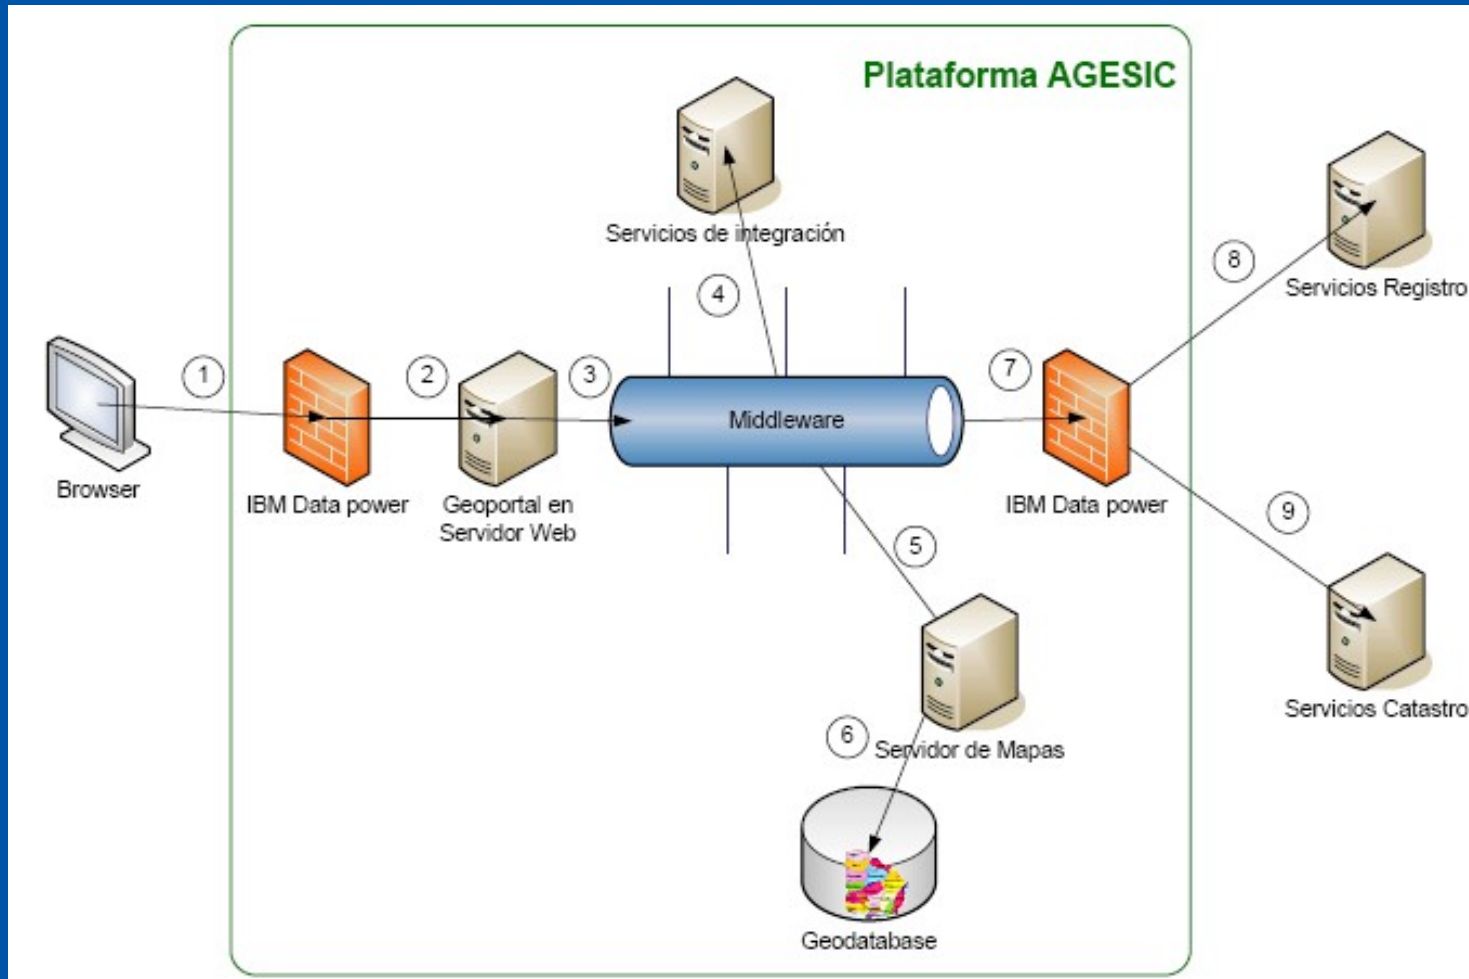 Plataforma AGESIC
Servicios de integración
4
8
Servicios Registro
1
2
3
7
Middleware
Browser
IBM Data power
Geoportal en
Servidor Web
IBM Data power
9
5
6
Servidor de Mapas
Servicios Catastro
Geodatabase